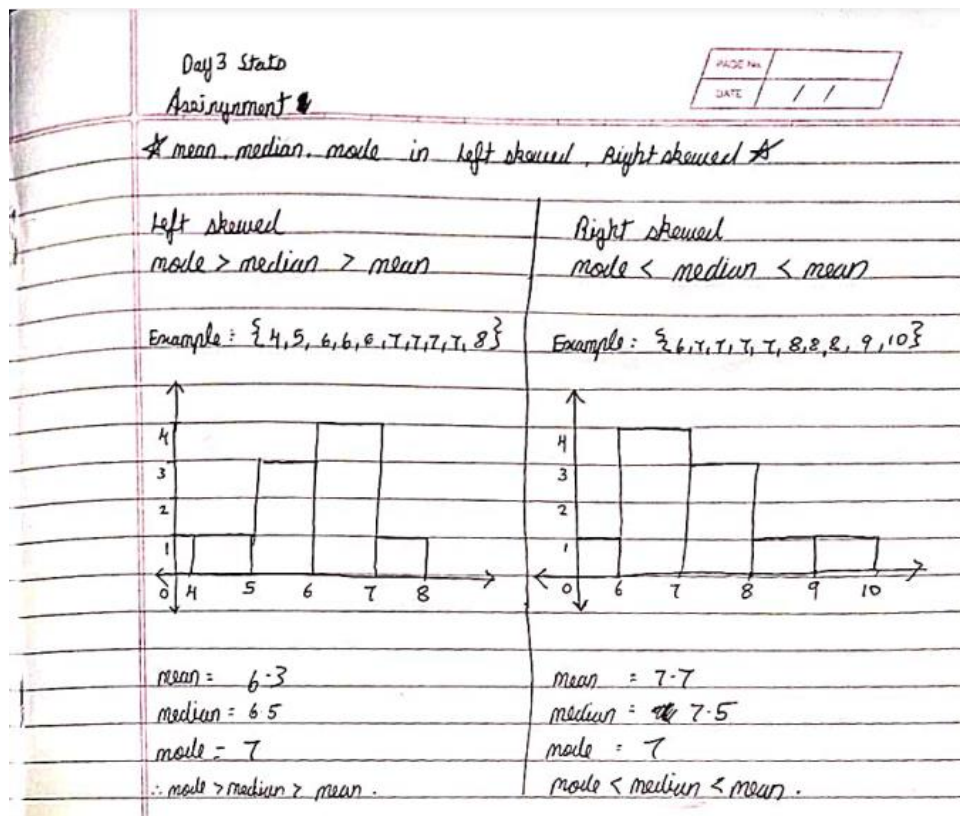 Day 3 Stats
PAGE No.
DATE / /
Assinynment
☆ mean, median, mode in Left skewed, Right skewed ☆
Left skewed
mode > median > mean
Example : {4,5, 6,6,6,7,7,7,7, 8}
4
3
2
1
0 4 5 6 7 8
mean = 6.3
median = 6.5
mode = 7
∴ mode > median > mean .
Right skewed
mode < median < mean
Example : {6,7,7,7, 7, 8,8,8, 9, 10}
4
3
2
1
0 6 7 8 9 10
mean = 7.7
median = 7.5
mode = 7
mode < median < mean .